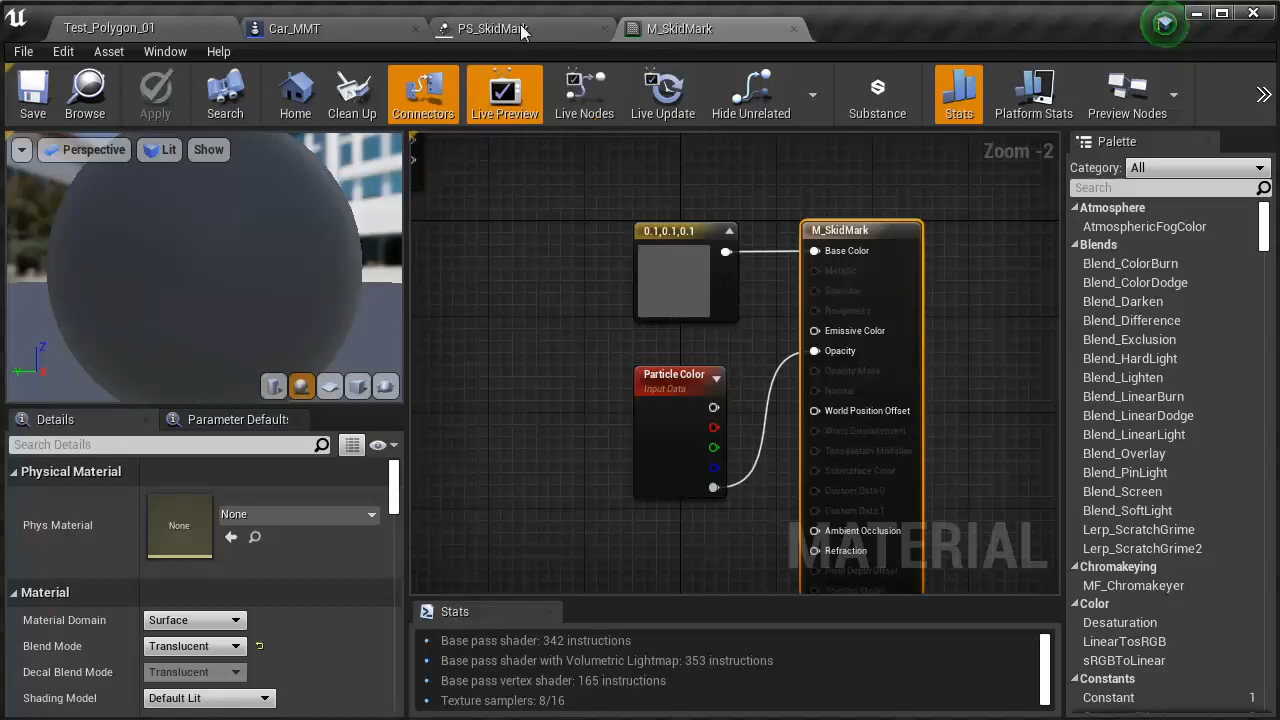 Test_Polygon_01
Car_MMT
PS_SkidMark
M_SkidMark
File Edit Asset Window Help
Save Browse Apply Search Home Clean Up Connectors Live Preview Live Nodes Live Update Hide Unrelated Substance Stats Platform Stats Preview Nodes
Perspective Lit Show
Zoom -2
Palette
Category: All
Search
Atmosphere
AtmosphericFogColor
Blends
Blend_ColorBurn
Blend_ColorDodge
Blend_Darken
Blend_Difference
Blend_Exclusion
Blend_HardLight
Blend_Lighten
Blend_LinearBurn
Blend_LinearDodge
Blend_LinearLight
Blend_Overlay
Blend_PinLight
Blend_Screen
Blend_SoftLight
Lerp_ScratchGrime
Lerp_ScratchGrime2
Chromakeying
MF_Chromakeyer
Color
Desaturation
LinearTosRGB
sRGBToLinear
Constants
Constant 1
0.1,0.1,0.1
Particle Color
Input Data
M_SkidMark
Base Color
Metallic
Specular
Roughness
Emissive Color
Opacity
Opacity Mask
Normal
World Position Offset
World Displacement
Tessellation Multiplier
Subsurface Color
Custom Data 0
Custom Data 1
Ambient Occlusion
Refraction
Pixel Depth Offset
Shading Model
MATERIAL
Z
Y
X
Details
Parameter Defaults
Search Details
Physical Material
Phys Material
None
None
Material
Material Domain Surface
Blend Mode Translucent
Decal Blend Mode Translucent
Shading Model Default Lit
Stats
Base pass shader: 342 instructions
Base pass shader with Volumetric Lightmap: 353 instructions
Base pass vertex shader: 165 instructions
Texture samplers: 8/16